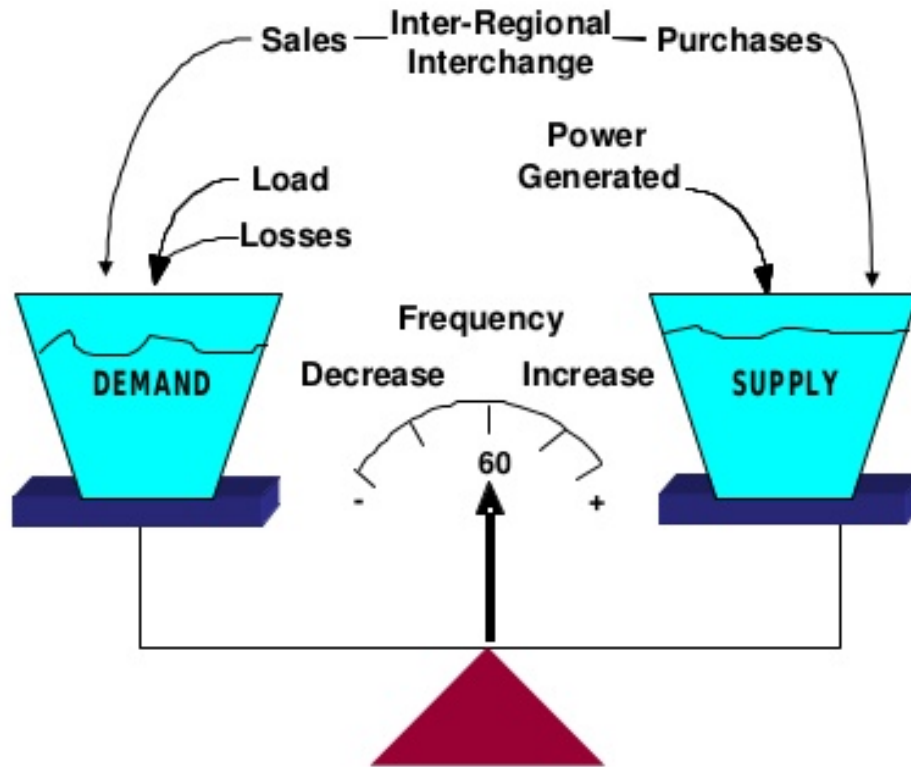 Sales
Inter-Regional
Interchange
Purchases
Power
Generated
Load
Losses
Frequency
Decrease
Increase
DEMAND
SUPPLY
60
-
+